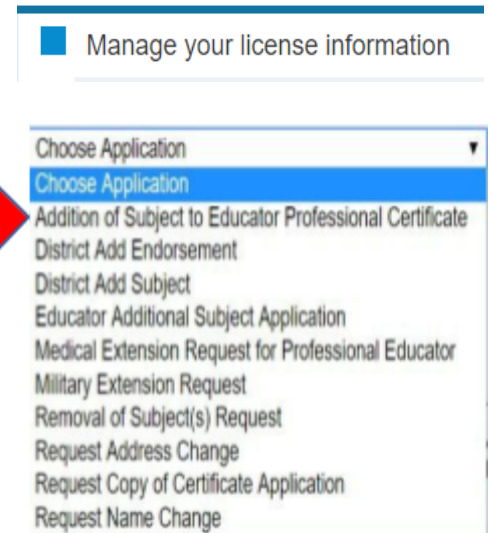 Manage your license information
Choose Application
Choose Application
Addition of Subject to Educator Professional Certificate
District Add Endorsement
District Add Subject
Educator Additional Subject Application
Medical Extension Request for Professional Educator
Military Extension Request
Removal of Subject(s) Request
Request Address Change
Request Copy of Certificate Application
Request Name Change